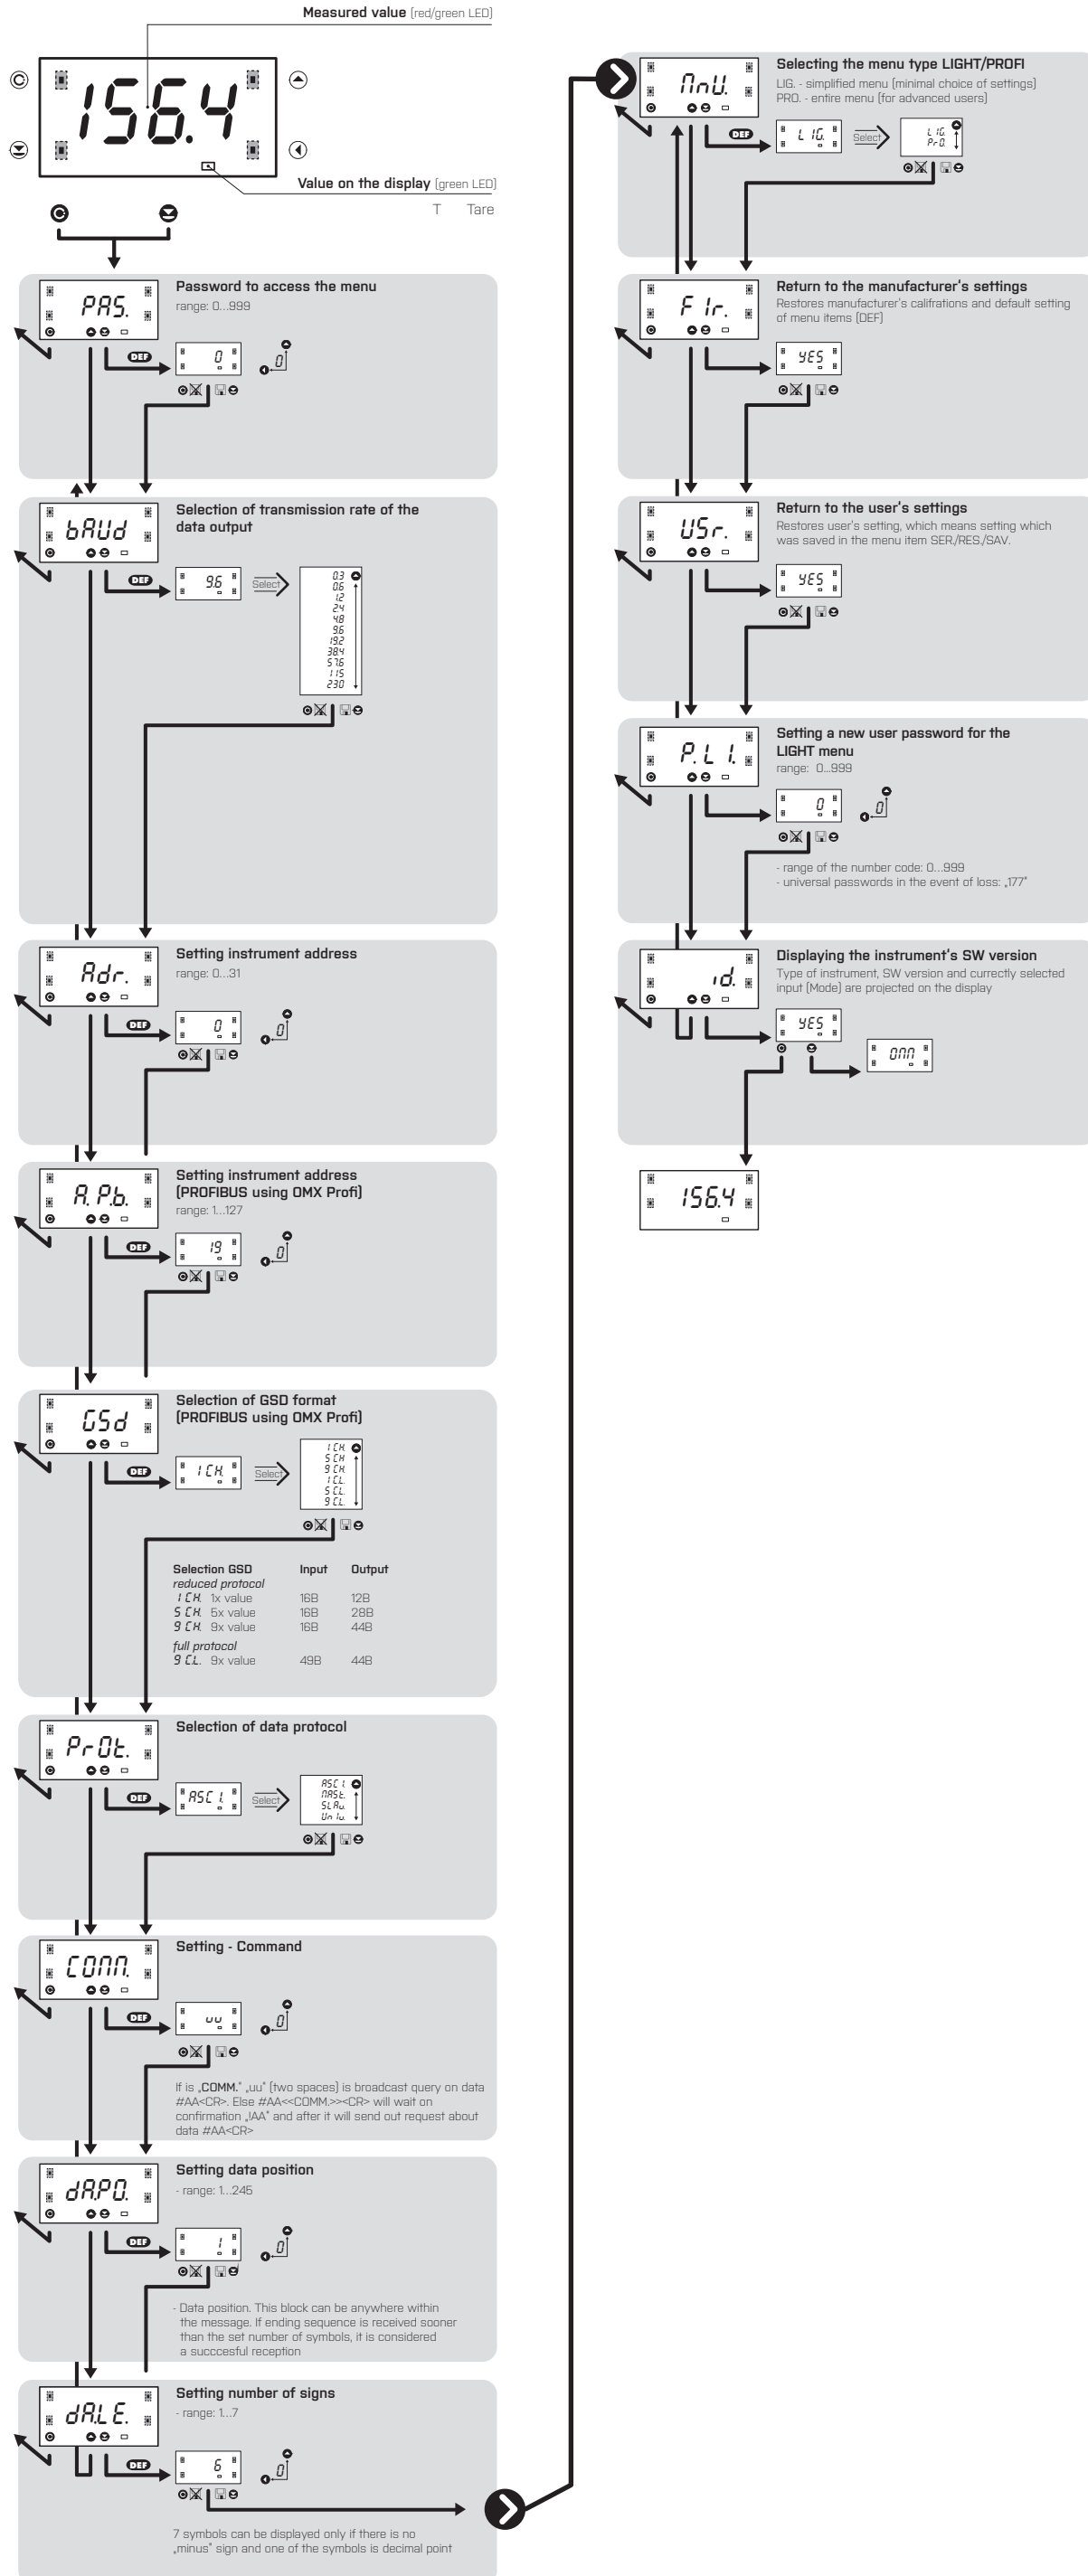 Measured value (red/green LED)
156.4
Value on the display (green LED)
T Tare
PAS.
Password to access the menu
range: 0...999
DEF
0
0
bAUd
Selection of transmission rate of the
data output
DEF
9.6
Select
0.3
0.6
1.2
2.4
4.8
9.6
19.2
38.4
57.6
115
230
Adr.
Setting instrument address
range: 0...31
DEF
0
0
A.P.b.
Setting instrument address
(PROFIBUS using OMX Profi)
range: 1...127
DEF
19
0
GSd
Selection of GSD format
(PROFIBUS using OMX Profi)
DEF
1 CH.
Select
1 CH.
5 CH
9 CH.
1 CL.
5 CL.
9 CL.
Selection GSD Input Output
reduced protocol
1 CH. 1x value 16B 12B
5 CH. 5x value 16B 28B
9 CH. 9x value 16B 44B
full protocol
9 CL. 9x value 49B 44B
PrOt.
Selection of data protocol
DEF
ASC I.
Select
ASC I.
MASt.
SLAu.
UnIu.
COMM.
Setting - Command
DEF
uu
0
If is „COMM.“ „uu“ (two spaces) is broadcast query on data
#AA<CR>. Else #AA<<COMM.>><CR> will wait on
confirmation „!AA“ and after it will send out request about
data #AA<CR>
dA.PO.
Setting data position
- range: 1...245
DEF
1
0
- Data position. This block can be anywhere within
the message. If ending sequence is received sooner
than the set number of symbols, it is considered
a succcesful reception
dA.LE.
Setting number of signs
- range: 1...7
DEF
6
0
7 symbols can be displayed only if there is no
„minus“ sign and one of the symbols is decimal point
MnU.
Selecting the menu type LIGHT/PROFI
LIG. - simplified menu (minimal choice of settings)
PRO. - entire menu (for advanced users)
DEF
LIG.
Select
LIG.
PrO.
FIr.
Return to the manufacturer's settings
Restores manufacturer's califrations and default setting
of menu items (DEF)
YES
USr.
Return to the user's settings
Restores user's setting, which means setting which
was saved in the menu item SER./RES./SAV.
YES
P.LI.
Setting a new user password for the
LIGHT menu
range: 0...999
0
0
- range of the number code: 0...999
- universal passwords in the event of loss: „177“
id.
Displaying the instrument's SW version
Type of instrument, SW version and currectly selected
input (Mode) are projected on the display
YES
OMM
156.4